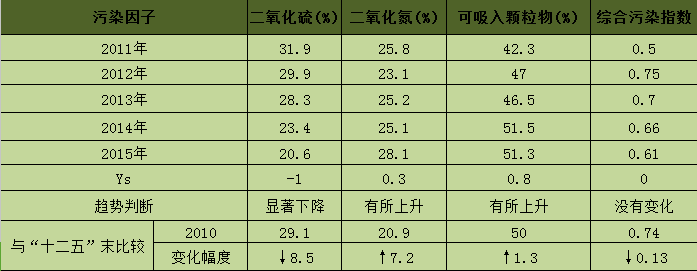 污染因子 二氧化硫(%) 二氧化氮(%) 可吸入颗粒物(%) 综合污染指数
2011年 31.9 25.8 42.3 0.5
2012年 29.9 23.1 47 0.75
2013年 28.3 25.2 46.5 0.7
2014年 23.4 25.1 51.5 0.66
2015年 20.6 28.1 51.3 0.61
Ys -1 0.3 0.8 0
趋势判断 显著下降 有所上升 有所上升 没有变化
与“十二五”末比较 2010 29.1 20.9 50 0.74
变化幅度 ↓8.5 ↑7.2 ↑1.3 ↓0.13